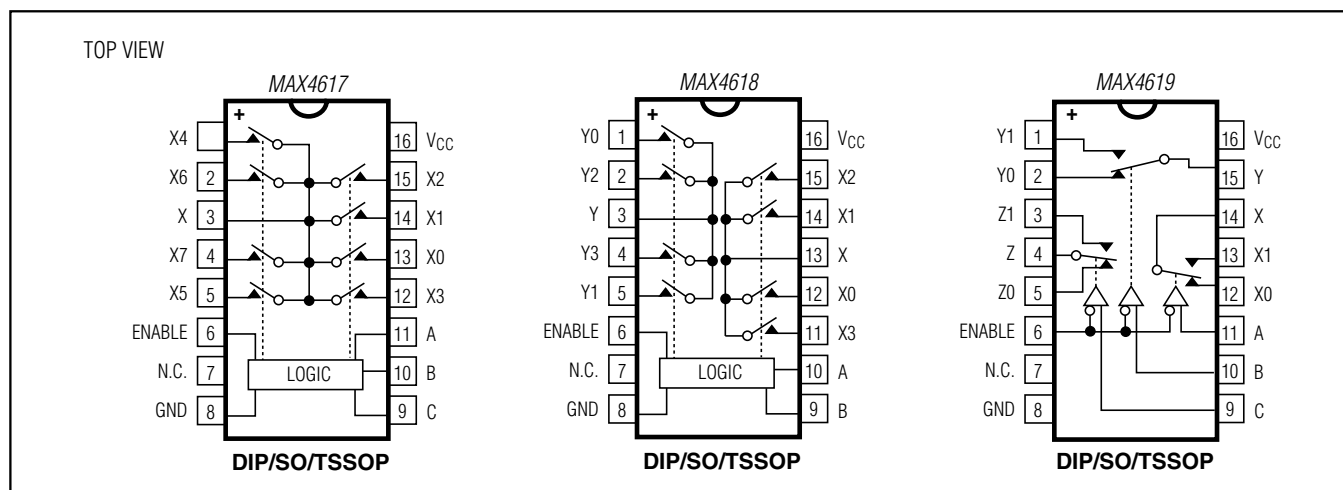 TOP VIEW
MAX4617
+
X4 16 VCC
X6 2 15 X2
X 3 14 X1
X7 4 13 X0
X5 5 12 X3
ENABLE 6 11 A
N.C. 7 LOGIC 10 B
GND 8 9 C
DIP/SO/TSSOP
MAX4618
+
Y0 1 16 VCC
Y2 2 15 X2
Y 3 14 X1
Y3 4 13 X
Y1 5 12 X0
ENABLE 6 11 X3
N.C. 7 LOGIC 10 A
GND 8 9 B
DIP/SO/TSSOP
MAX4619
+
Y1 1 16 VCC
Y0 2 15 Y
Z1 3 14 X
Z 4 13 X1
Z0 5 12 X0
ENABLE 6 11 A
N.C. 7 10 B
GND 8 9 C
DIP/SO/TSSOP